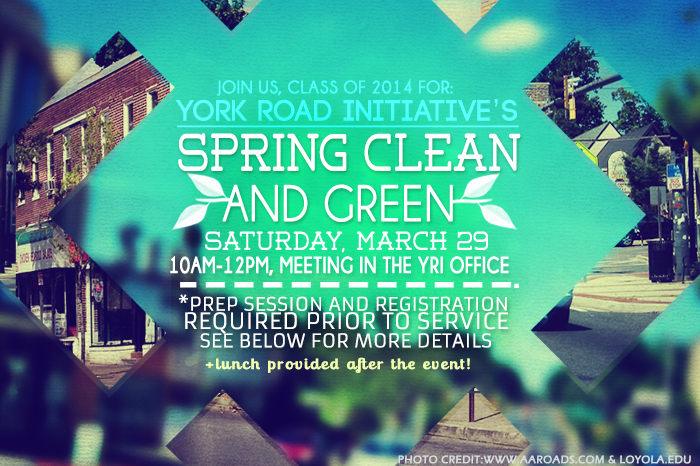 JOIN US, CLASS OF 2014 FOR:
YORK ROAD INITIATIVE'S
SPRING CLEAN
AND GREEN
SATURDAY, MARCH 29
10AM-12PM, MEETING IN THE YRI OFFICE
*PREP SESSION AND REGISTRATION
REQUIRED PRIOR TO SERVICE
SEE BELOW FOR MORE DETAILS
+lunch provided after the event!
PHOTO CREDIT:WWW.AAROADS.COM & LOYOLA.EDU